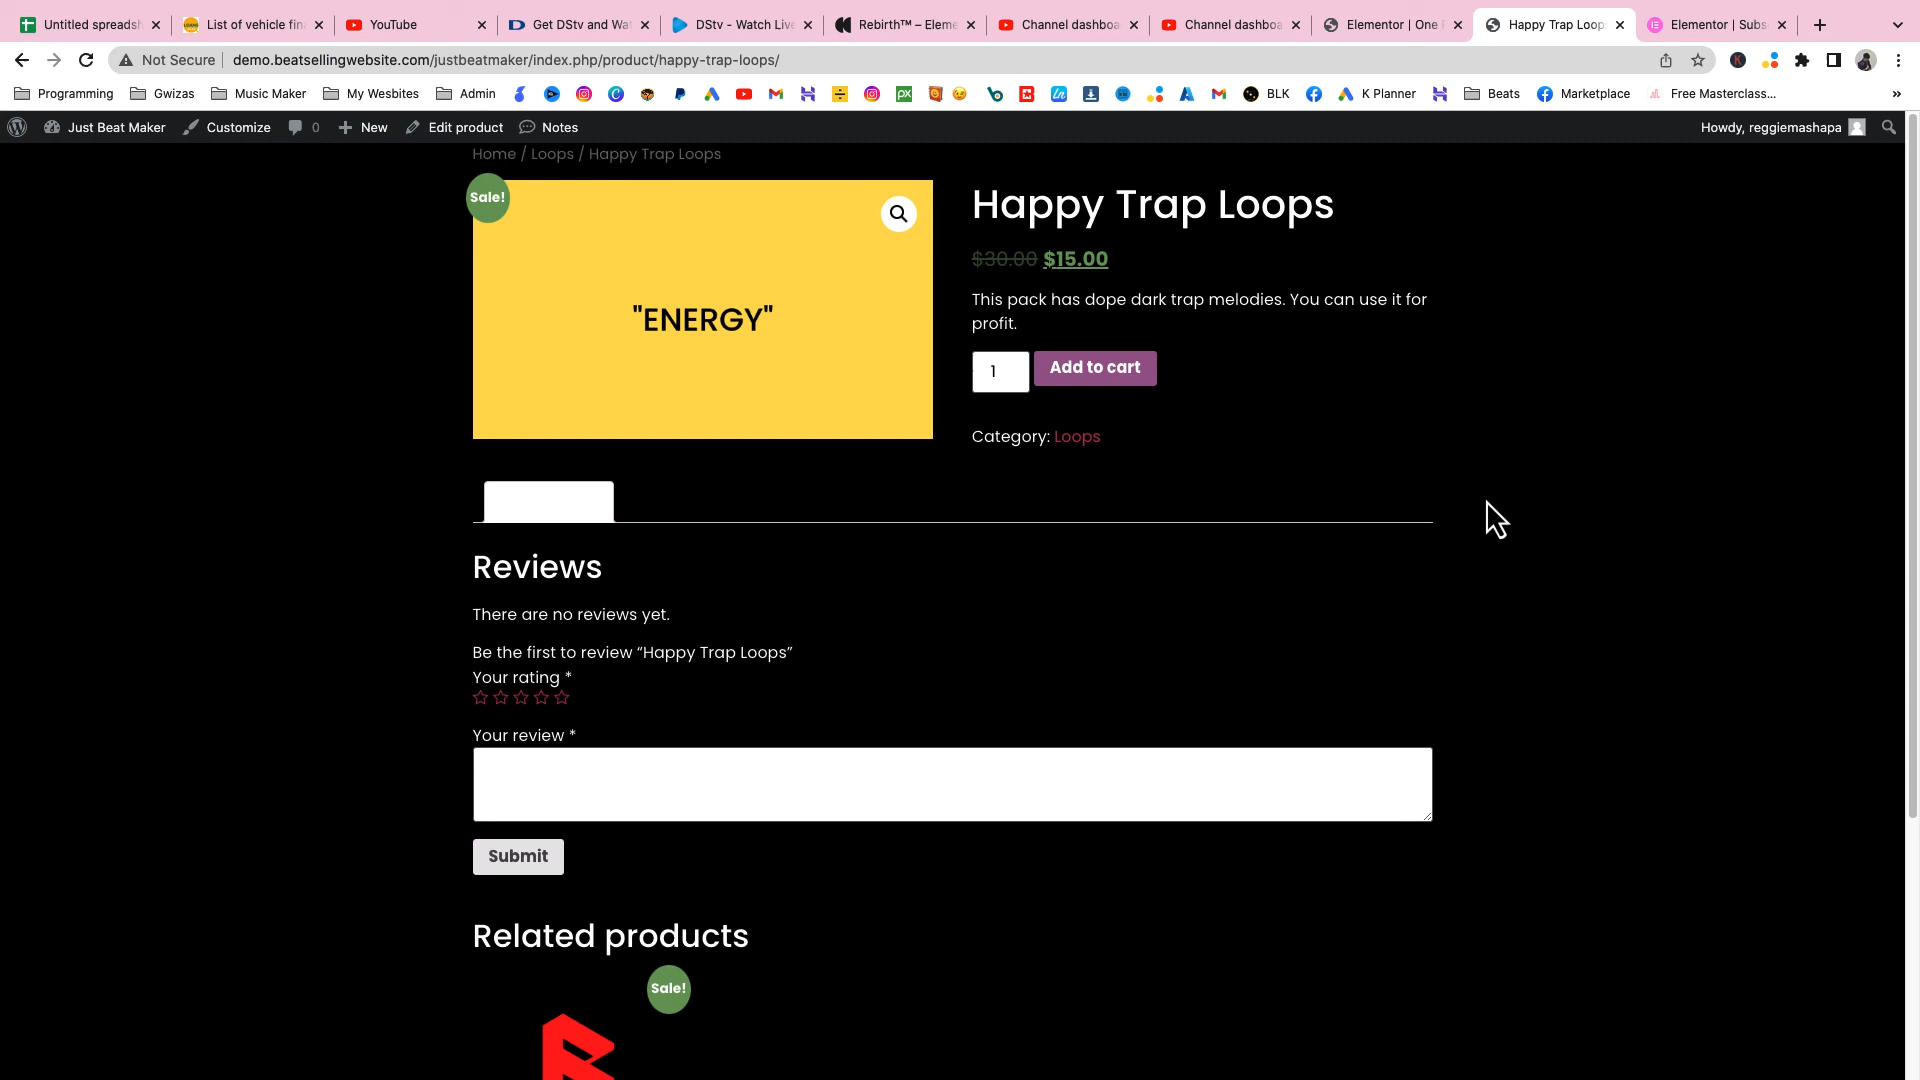 Untitled spreadsh
List of vehicle fin
YouTube
Get DStv and Wa
DStv - Watch Live
Rebirth™ – Eleme
Channel dashboa
Channel dashboa
Elementor | One P
Happy Trap Loops
Elementor | Subs
Not Secure
demo.beatsellingwebsite.com/justbeatmaker/index.php/product/happy-trap-loops/
Programming
Gwizas
Music Maker
My Wesbites
Admin
BLK
K Planner
Beats
Marketplace
Free Masterclass...
»
Just Beat Maker
Customize
0
New
Edit product
Notes
Howdy, reggiemashapa
Home / Loops / Happy Trap Loops
Sale!
"ENERGY"
Happy Trap Loops
$30.00 $15.00
This pack has dope dark trap melodies. You can use it for
profit.
1
Add to cart
Category: Loops
Reviews
There are no reviews yet.
Be the first to review “Happy Trap Loops”
Your rating *
Your review *
Submit
Related products
Sale!